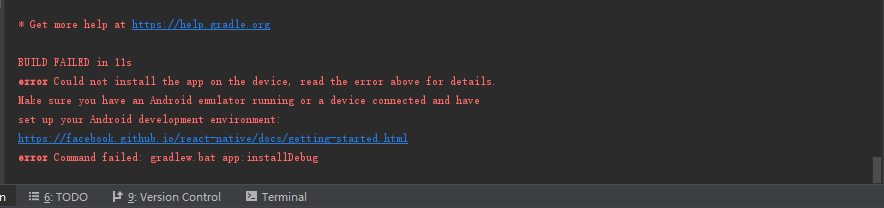 * Get more help at https://help.gradle.org
BUILD FAILED in 11s
error Could not install the app on the device, read the error above for details.
Make sure you have an Android emulator running or a device connected and have
set up your Android development environment:
https://facebook.github.io/react-native/docs/getting-started.html
error Command failed: gradlew.bat app:installDebug
n 6: TODO 9: Version Control Terminal